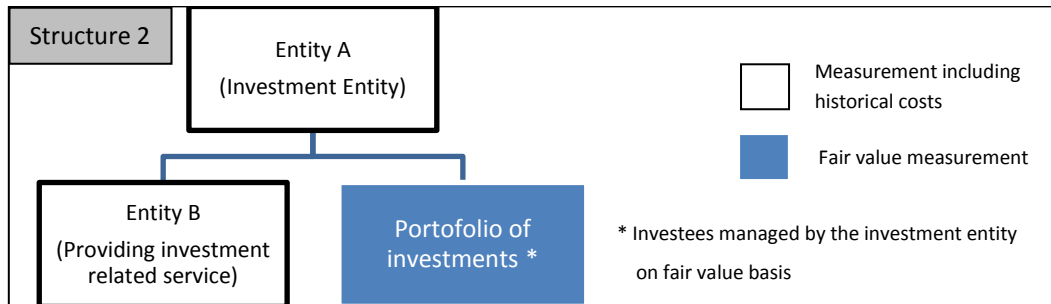 Structure 2
Entity A
(Investment Entity)
Measurement including
historical costs
Fair value measurement
Entity B
(Providing investment
related service)
Portofolio of
investments *
* Investees managed by the investment entity
on fair value basis